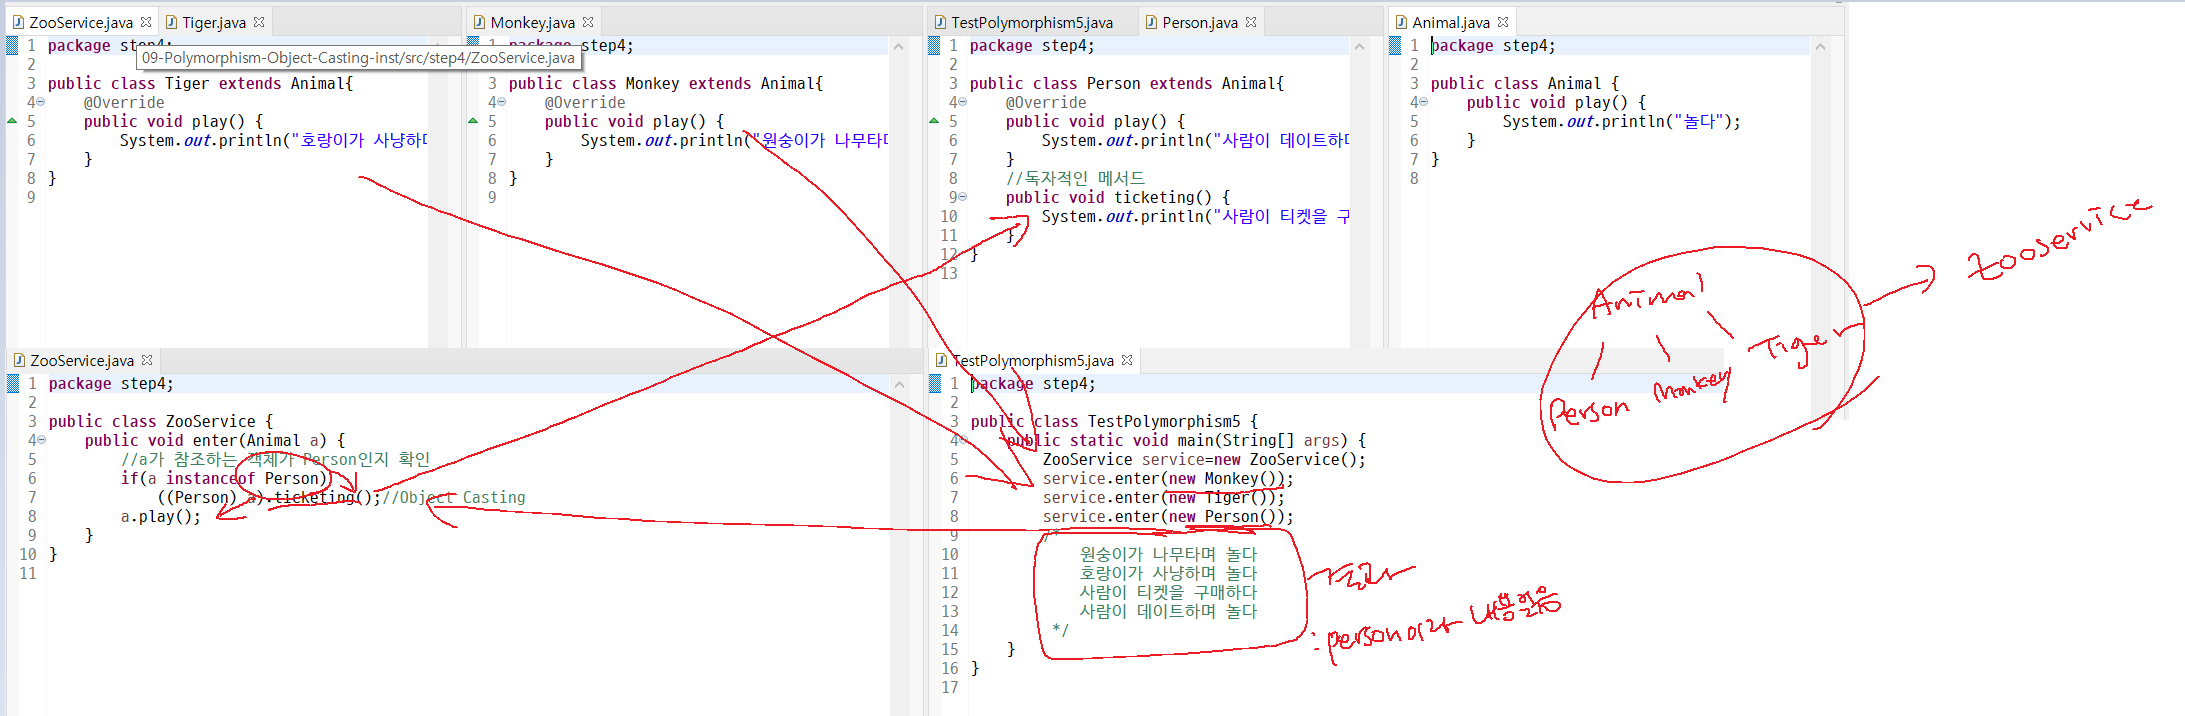 ZooService.java
Tiger.java
1 package step4;
09-Polymorphism-Object-Casting-inst/src/step4/ZooService.java
2
3 public class Tiger extends Animal{
4 @Override
5 public void play() {
6 System.out.println("호랑이가 사냥하며
7 }
8 }
9
Monkey.java
1 package step4;
3 public class Monkey extends Animal{
4 @Override
5 public void play() {
6 System.out.println("원숭이가 나무타며
7 }
8 }
9
TestPolymorphism5.java
Person.java
1 package step4;
2
3 public class Person extends Animal{
4 @Override
5 public void play() {
6 System.out.println("사람이 데이트하며
7 }
8 //독자적인 메서드
9 public void ticketing() {
10 System.out.println("사람이 티켓을 구
11 }
12 }
13
Animal.java
1 package step4;
2
3 public class Animal {
4 public void play() {
5 System.out.println("놀다");
6 }
7 }
8
ZooService.java
1 package step4;
2
3 public class ZooService {
4 public void enter(Animal a) {
5 //a가 참조하는 객체가 Person인지 확인
6 if(a instanceof Person)
7 ((Person) a).ticketing();//Object Casting
8 a.play();
9 }
10 }
11
TestPolymorphism5.java
1 package step4;
2
3 public class TestPolymorphism5 {
4 public static void main(String[] args) {
5 ZooService service=new ZooService();
6 service.enter(new Monkey());
7 service.enter(new Tiger());
8 service.enter(new Person());
9 /*
10 원숭이가 나무타며 놀다
11 호랑이가 사냥하며 놀다
12 사람이 티켓을 구매하다
13 사람이 데이트하며 놀다
14 */
15 }
16 }
17
Zooservice
Animal
Person Monkey Tiger
: person이라 내용있음